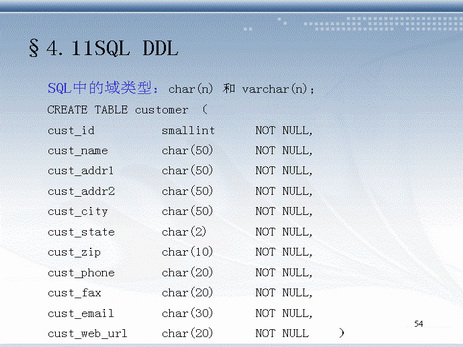 §4.11SQL DDL
SQL中的域类型：char(n) 和 varchar(n);
CREATE TABLE customer （
cust_id smallint NOT NULL,
cust_name char(50) NOT NULL,
cust_addr1 char(50) NOT NULL,
cust_addr2 char(50) NOT NULL,
cust_city char(50) NOT NULL,
cust_state char(2) NOT NULL,
cust_zip char(10) NOT NULL,
cust_phone char(20) NOT NULL,
cust_fax char(20) NOT NULL,
cust_email char(30) NOT NULL,
cust_web_url char(20) NOT NULL ）
54